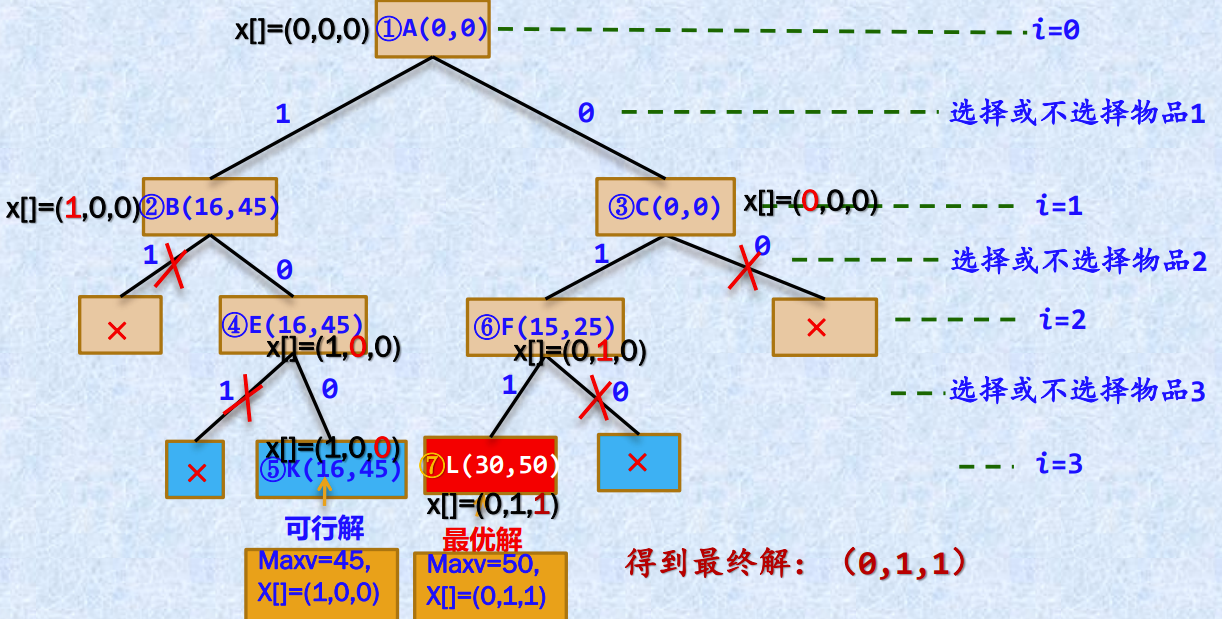 x[]=(0,0,0) ①A(0,0) i=0
1 0 选择或不选择物品1
x[]=(1,0,0) ②B(16,45) ③C(0,0) x[]=(0,0,0) i=1
1 0 1 0 选择或不选择物品2
× ④E(16,45) ⑥F(15,25) × i=2
x[]=(1,0,0) x[]=(0,1,0)
1 0 1 0 选择或不选择物品3
x[]=(1,0,0)
× ⑤K(16,45) ⑦L(30,50) × i=3
x[]=(0,1,1)
可行解 最优解
Maxv=45, Maxv=50, 得到最终解：（0,1,1）
X[]=(1,0,0) X[]=(0,1,1)